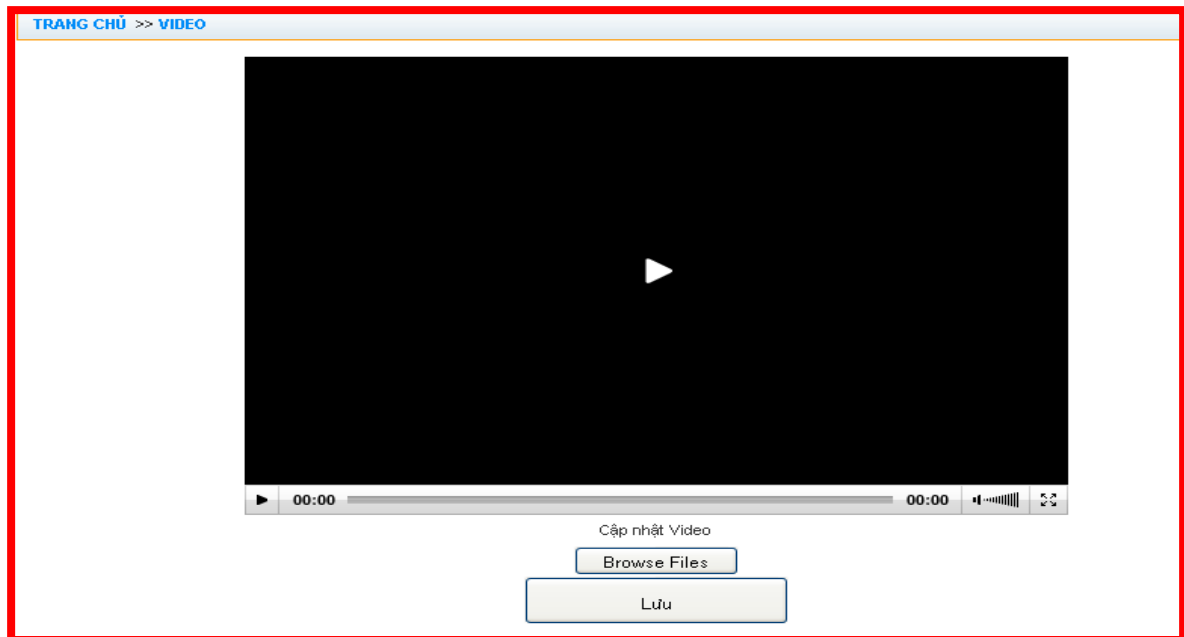 TRANG CHỦ >> VIDEO
00:00 00:00
Cập nhật Video
Browse Files
Lưu